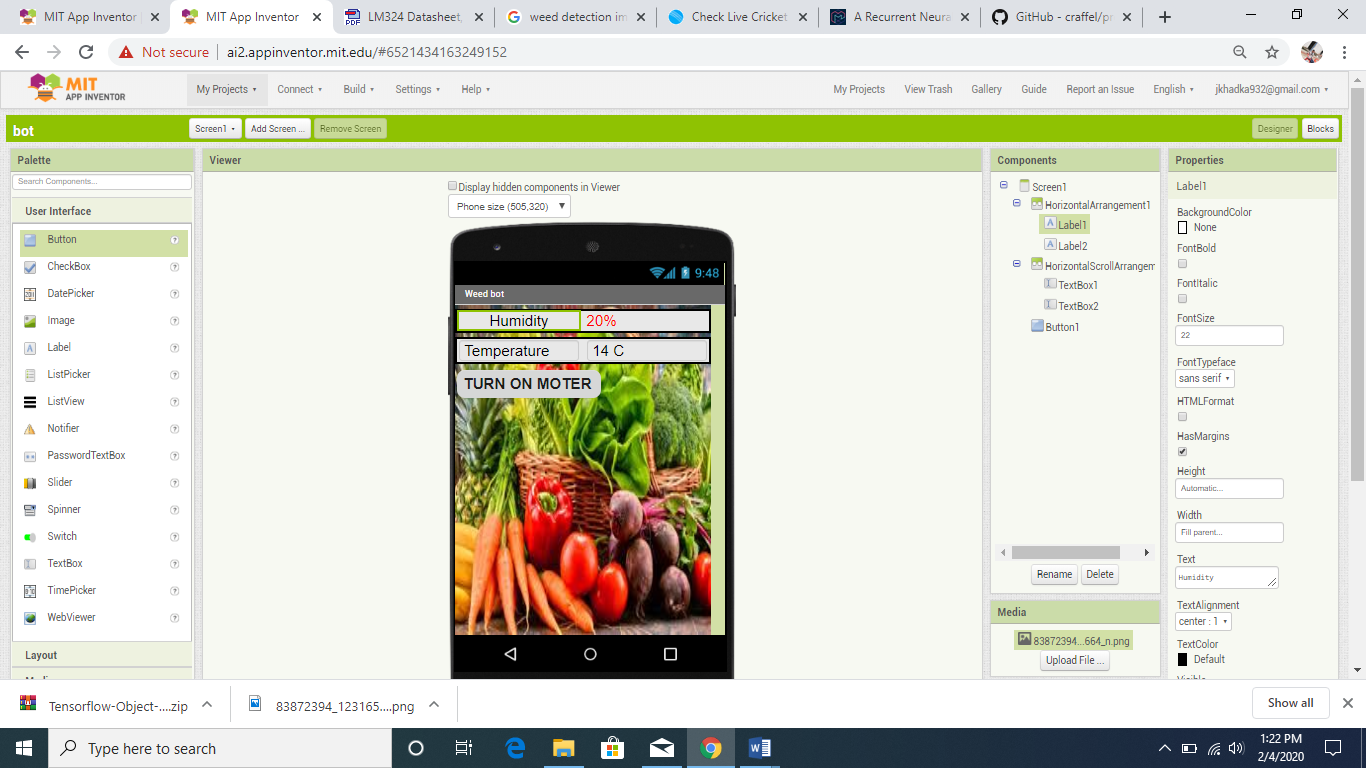 MIT App Inventor |
MIT App Inventor
LM324 Datasheet,
weed detection im
Check Live Cricket
A Recurrent Neura
GitHub - craffel/pr
Not secure | ai2.appinventor.mit.edu/#6521434163249152
MIT
APP INVENTOR
My Projects
Connect
Build
Settings
Help
My Projects
View Trash
Gallery
Guide
Report an Issue
English
jkhadka932@gmail.com
bot
Screen1
Add Screen ...
Remove Screen
Designer
Blocks
Palette
Search Components...
User Interface
Button
CheckBox
DatePicker
Image
Label
ListPicker
ListView
Notifier
PasswordTextBox
Slider
Spinner
Switch
TextBox
TimePicker
WebViewer
Layout
Viewer
Display hidden components in Viewer
Phone size (505,320)
9:48
Weed bot
Humidity 20%
Temperature 14 C
TURN ON MOTER
Components
Screen1
HorizontalArrangement1
Label1
Label2
HorizontalScrollArrangem
TextBox1
TextBox2
Button1
Rename
Delete
Media
83872394...664_n.png
Upload File ...
Properties
Label1
BackgroundColor
None
FontBold
FontItalic
FontSize
22
FontTypeface
sans serif
HTMLFormat
HasMargins
Height
Automatic...
Width
Fill parent...
Text
Humidity
TextAlignment
center : 1
TextColor
Default
Tensorflow-Object-....zip
83872394_123165....png
Show all
Type here to search
1:22 PM
2/4/2020